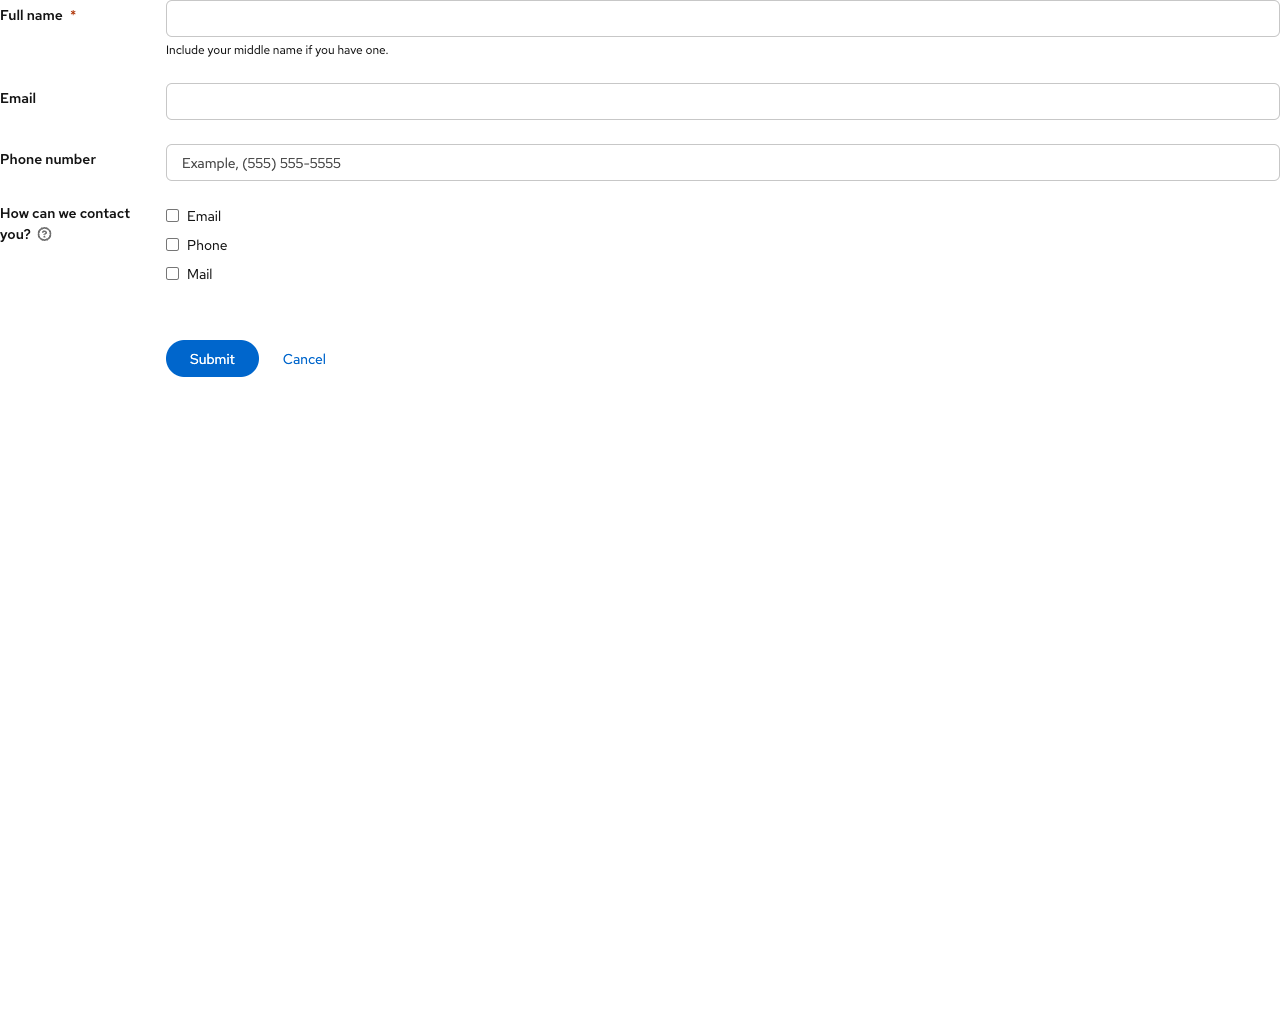 Full name *
Include your middle name if you have one.
Email
Phone number
Example, (555) 555-5555
How can we contact
you?
Email
Phone
Mail
Submit
Cancel